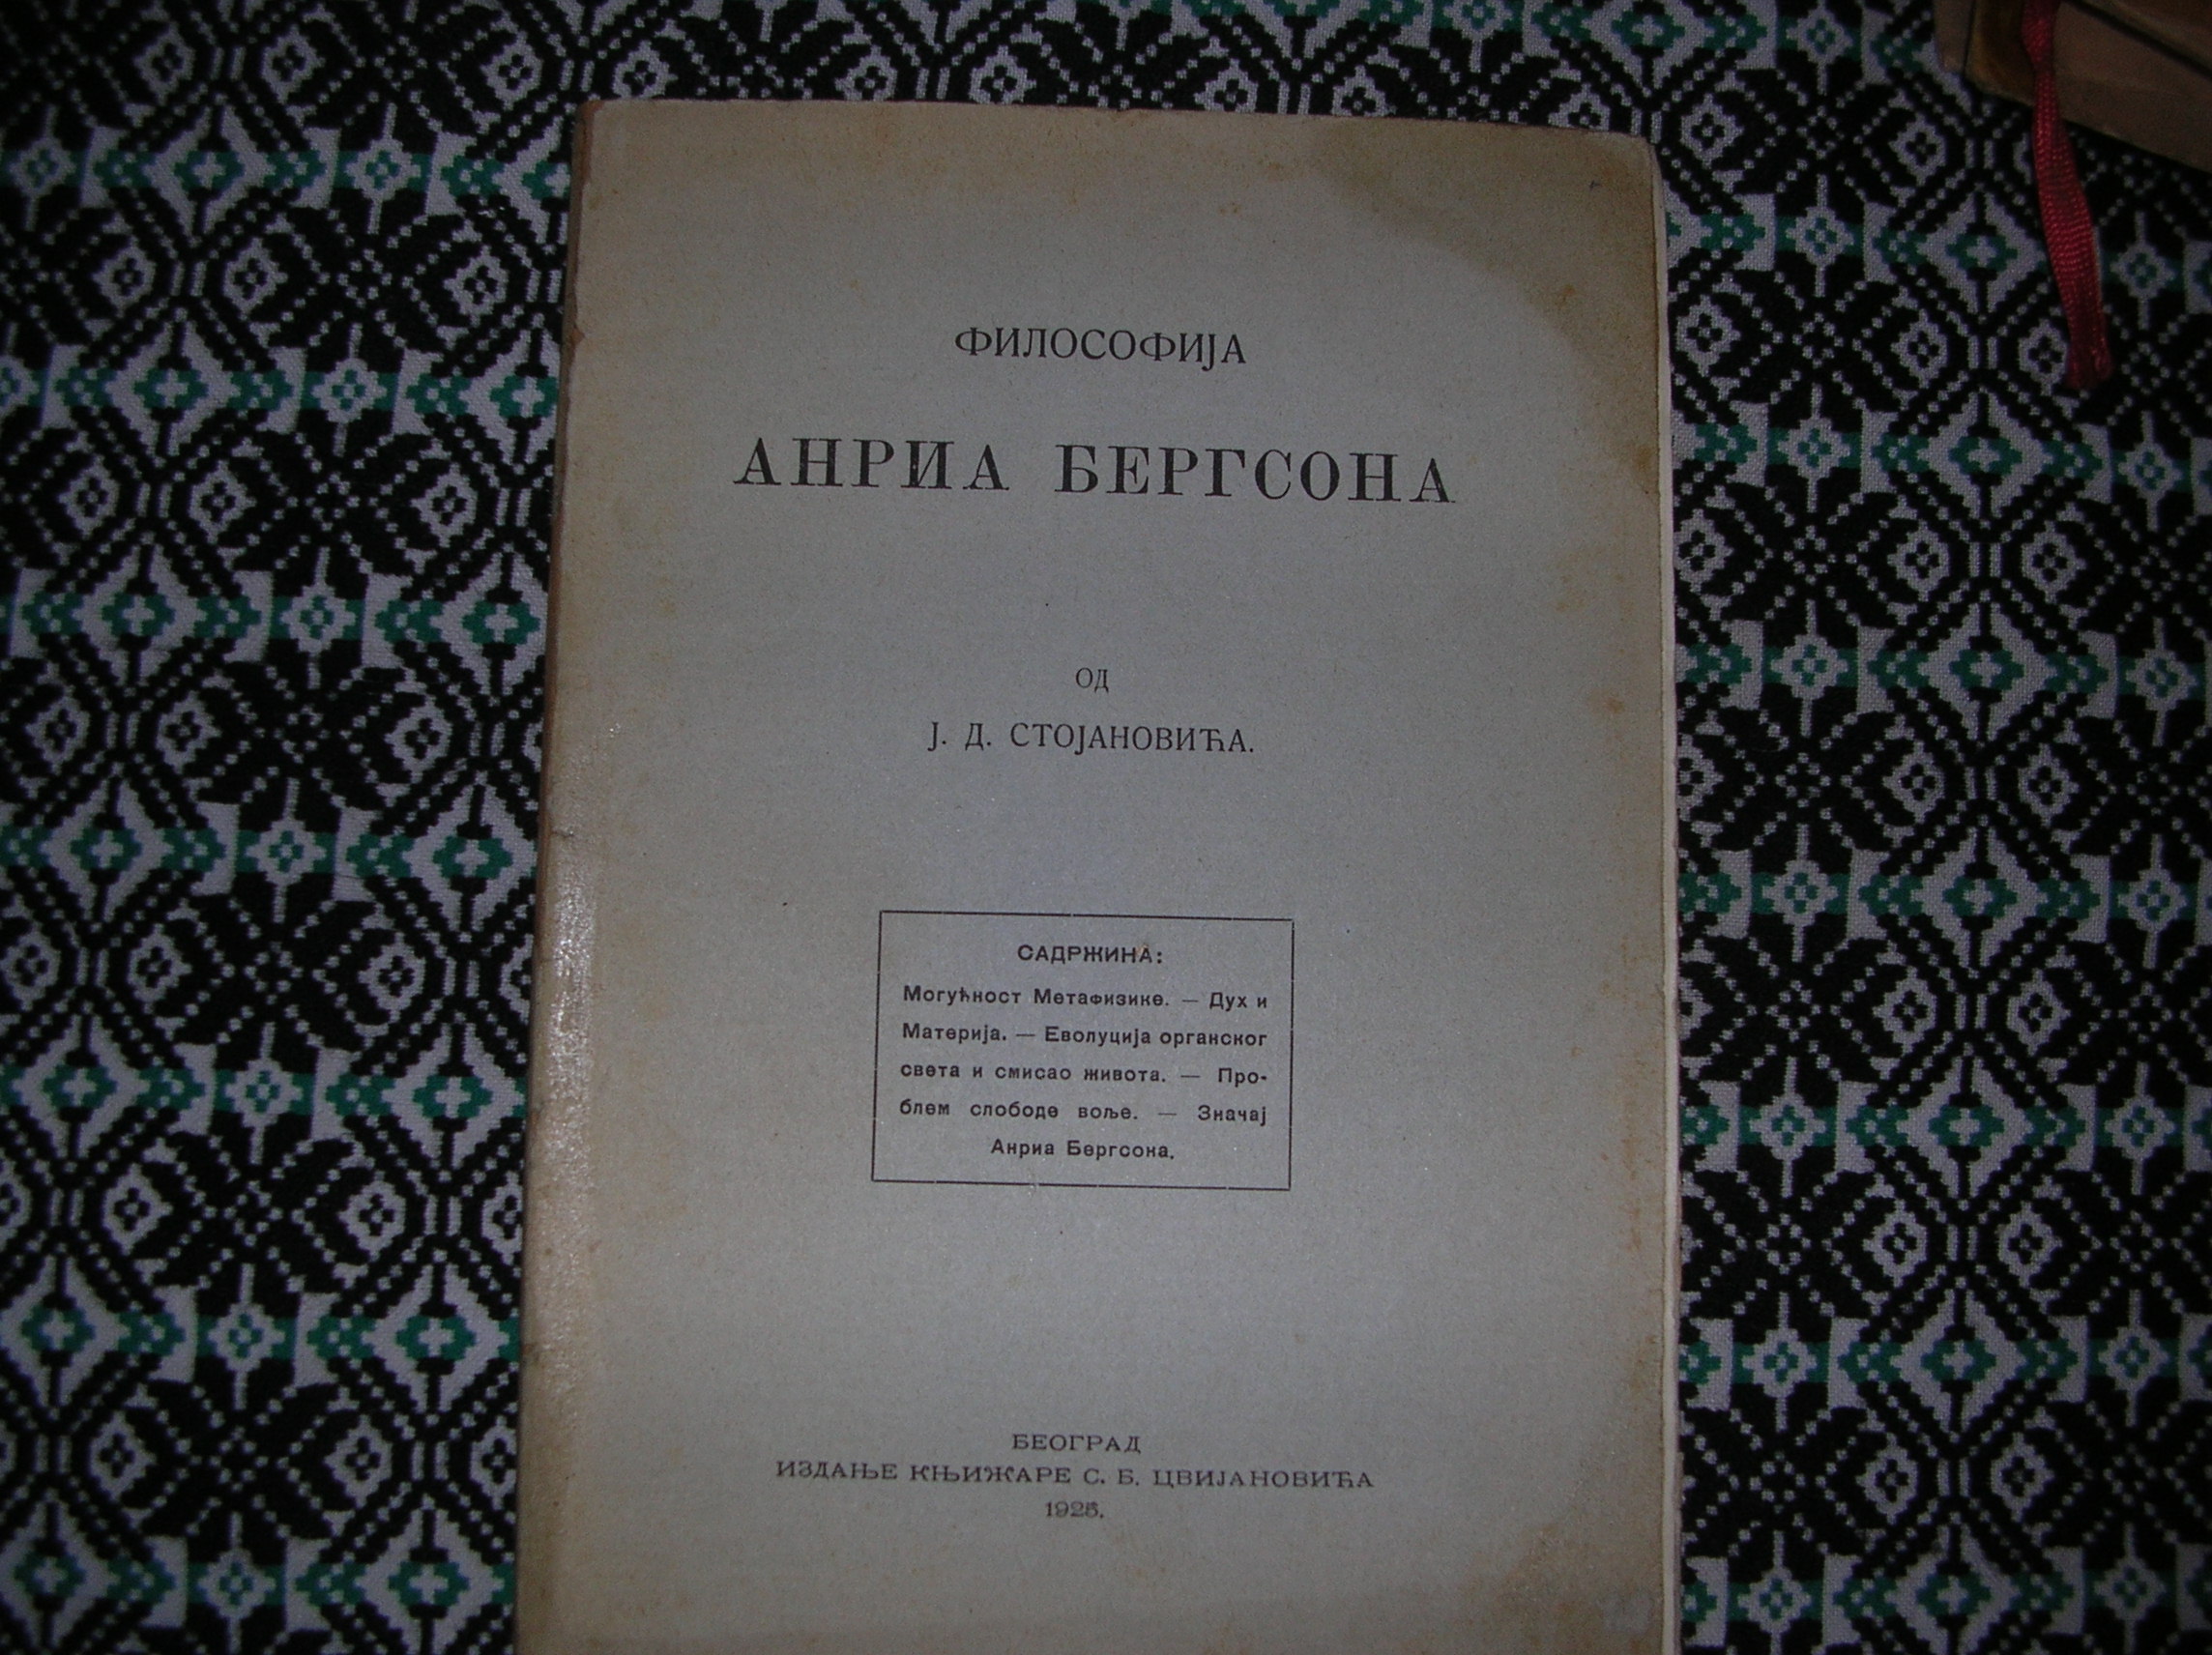 ФИЛОСОФИЈА
АНРИА БЕРГСОНА
ОД
Ј. Д. СТОЈАНОВИЋА.
САДРЖИНА:
Могућност Метафизике. — Дух и
Материја. — Еволуција органског
света и смисао живота. — Про-
блем слободе воље. — Значај
Анриа Бергсона.
БЕОГРАД
ИЗДАЊЕ КЊИЖАРЕ С. Б. ЦВИЈАНОВИЋА